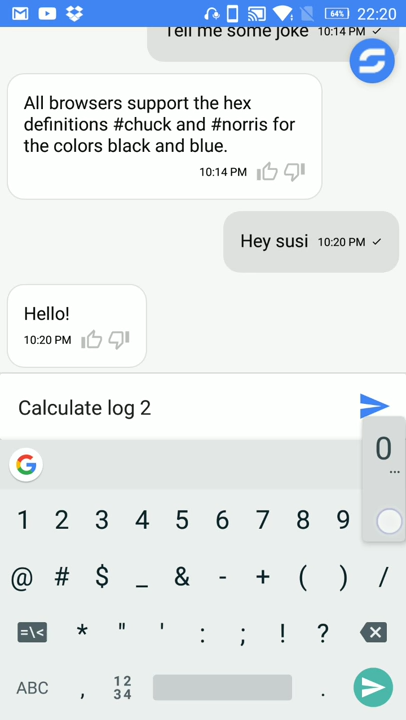 64% 22:20
Tell me some joke 10:14 PM
All browsers support the hex
definitions #chuck and #norris for
the colors black and blue.
10:14 PM
Hey susi 10:20 PM
Hello!
10:20 PM
Calculate log 2
0
...
G
1 2 3 4 5 6 7 8 9
@ # $ _ & - + ( ) /
=\< * " ' : ; ! ?
ABC , 12 .
34